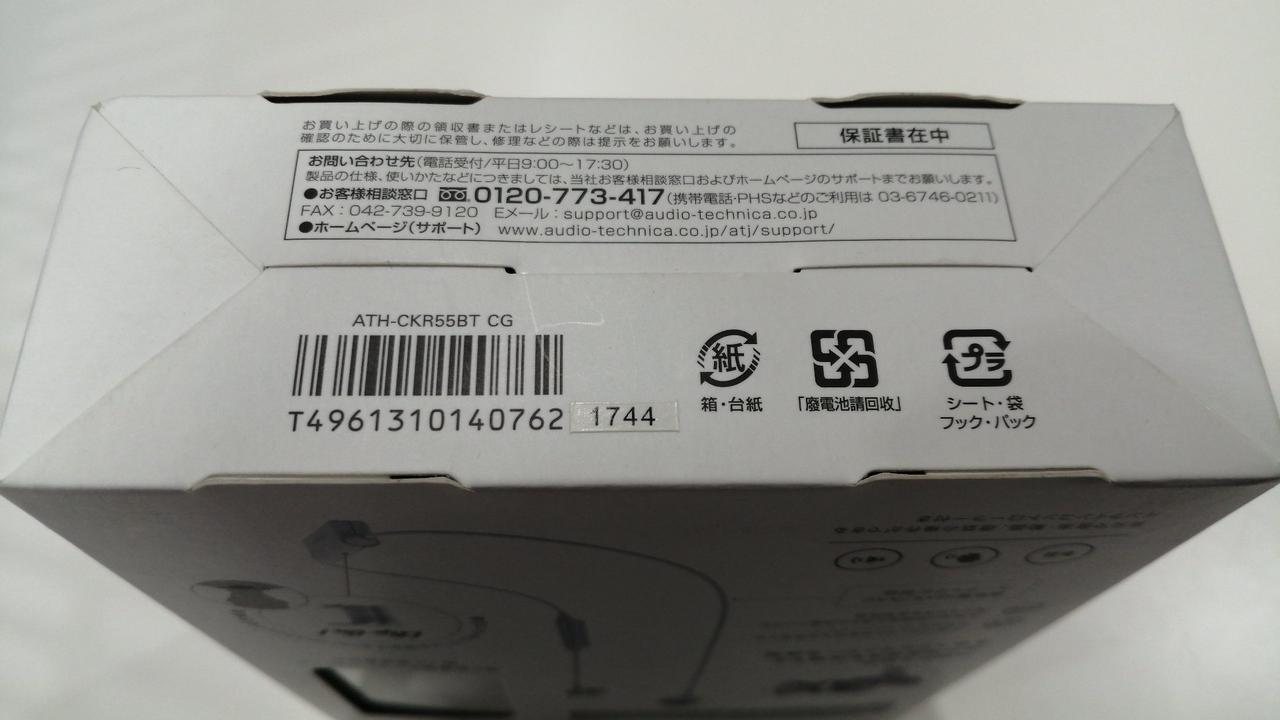 お買い上げの際の領収書またはレシートなどは、お買い上げの
確認のために大切に保管し、修理などの際は提示をお願いします。
保証書在中
お問い合わせ先(電話受付/平日9:00〜17:30)
製品の仕様、使いかたなどにつきましては、当社お客様相談窓口およびホームページのサポートまでお願いします。
●お客様相談窓口 0120-773-417(携帯電話・PHSなどのご利用は 03-6746-0211)
FAX:042-739-9120 Eメール:support@audio-technica.co.jp
●ホームページ(サポート) www.audio-technica.co.jp/atj/support/
ATH-CKR55BT CG
T4961310140762
1744
紙
箱・台紙
「廃電池請回収」
プラ
シート・袋
フック・パック